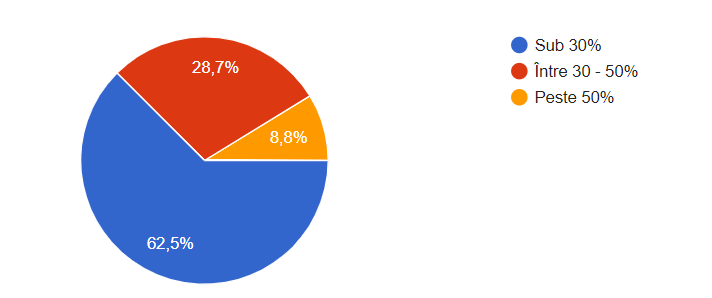 28,7%
8,8%
62,5%
Sub 30%
Între 30 - 50%
Peste 50%